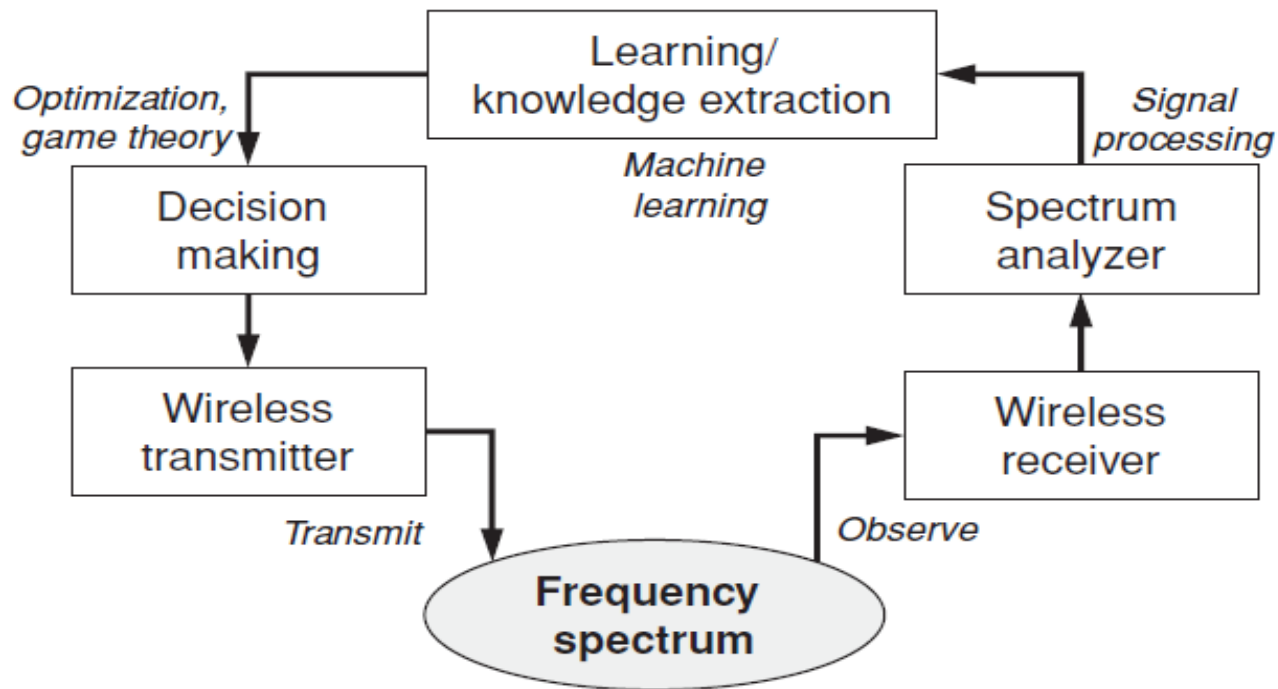 Learning/
knowledge extraction
Optimization,
game theory
Signal
processing
Machine
learning
Decision
making
Spectrum
analyzer
Wireless
transmitter
Wireless
receiver
Transmit
Observe
Frequency
spectrum